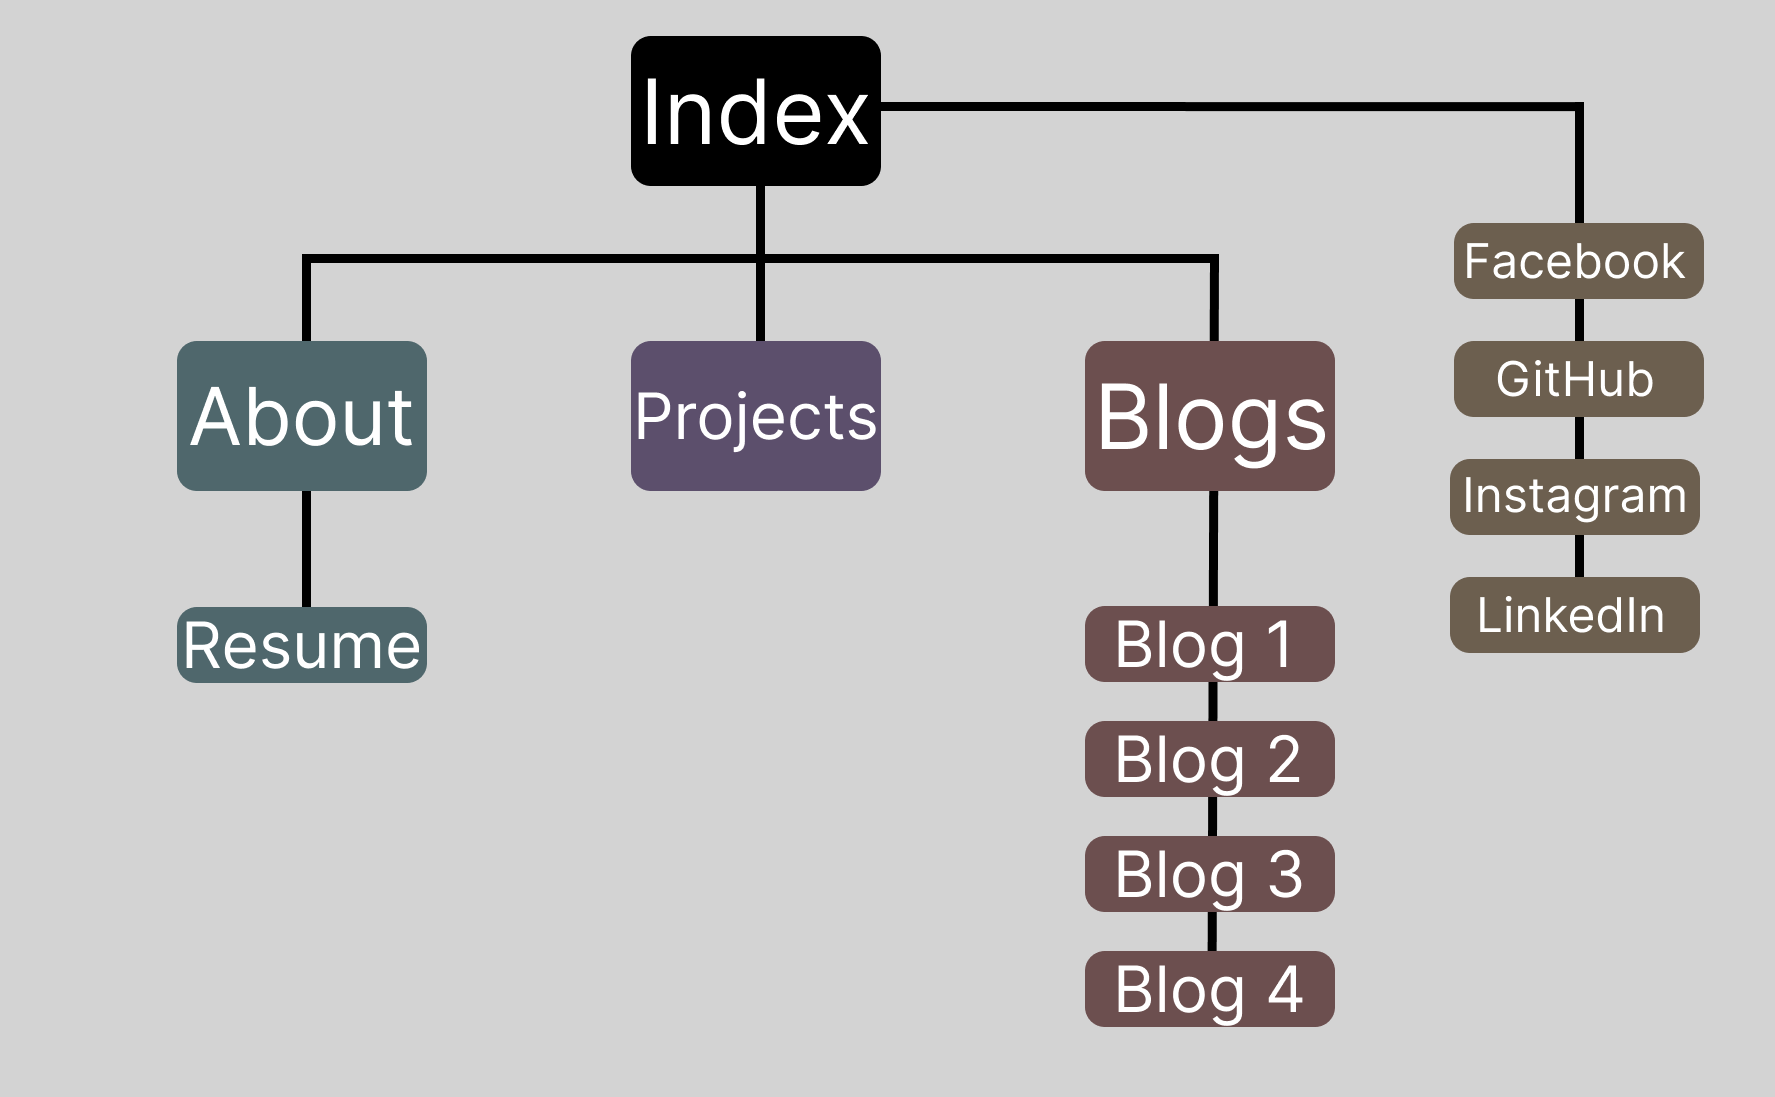 Index
About
Projects
Blogs
Facebook
GitHub
Instagram
LinkedIn
Resume
Blog 1
Blog 2
Blog 3
Blog 4